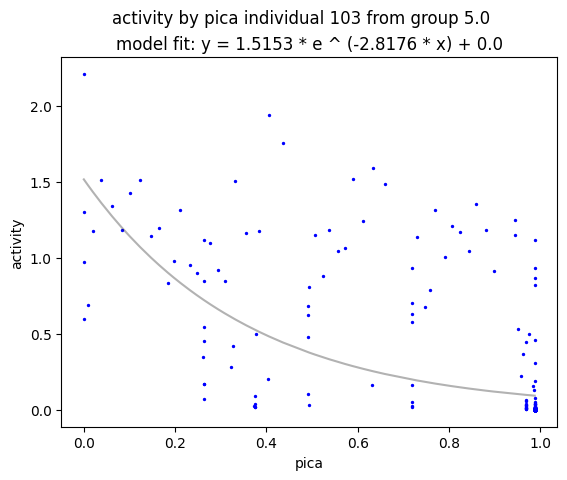 activity by pica individual 103 from group 5.0
model fit: y = 1.5153 * e ^ (-2.8176 * x) + 0.0
2.0
1.5
1.0
0.5
0.0
activity
0.0 0.2 0.4 0.6 0.8 1.0
pica